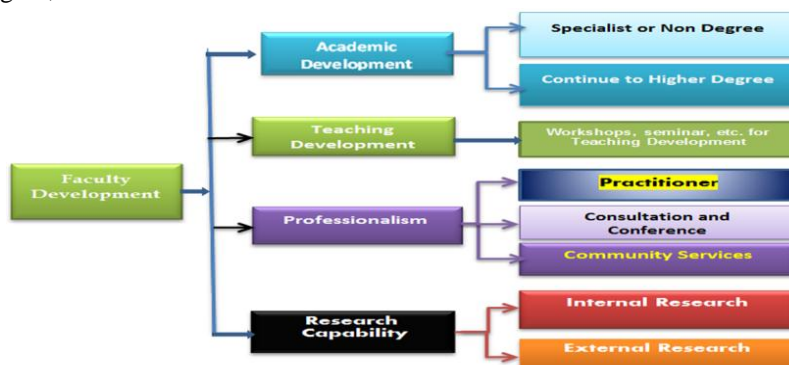 Specialist or Non Degree
Academic
Development
Continue to Higher Degree
Teaching
Development
Workshops, seminar, etc. for
Teaching Development
Faculty
Development
Practitioner
Professionalism
Consultation and
Conference
Community Services
Research
Capability
Internal Research
External Research